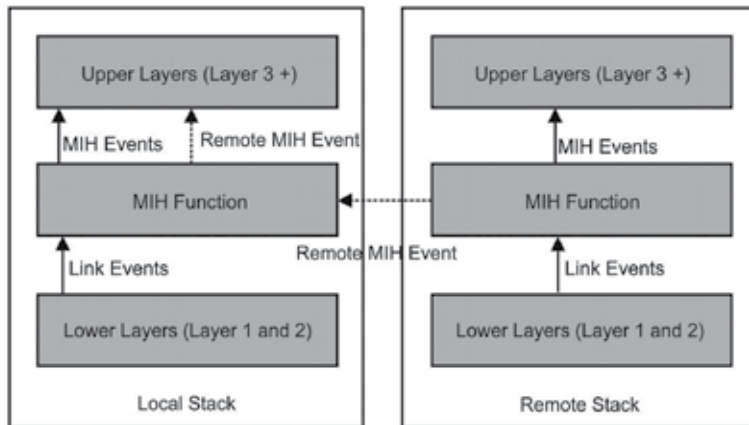 Upper Layers (Layer 3 +)
Upper Layers (Layer 3 +)
MIH Events
Remote MIH Event
MIH Events
MIH Function
MIH Function
Remote MIH Event
Link Events
Link Events
Lower Layers (Layer 1 and 2)
Lower Layers (Layer 1 and 2)
Local Stack
Remote Stack